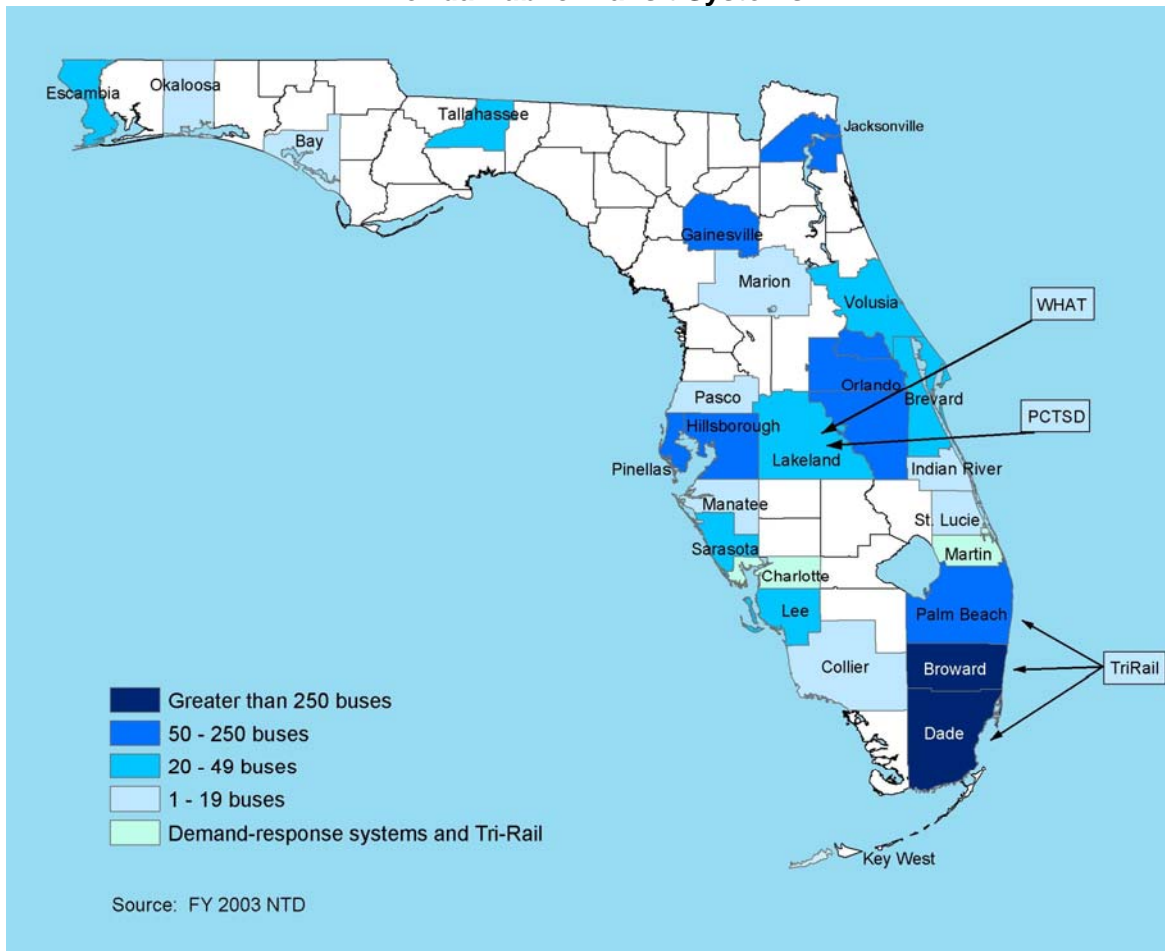 Escambia
Okaloosa
Bay
Tallahassee
Jacksonville
Gainesville
Marion
Volusia
WHAT
Orlando
Brevard
Pasco
PCTSD
Hillsborough
Lakeland
Pinellas
Indian River
Manatee
St. Lucie
Sarasota
Martin
Charlotte
Lee
Palm Beach
Collier
Broward
TriRail
Dade
Key West
Greater than 250 buses
50 - 250 buses
20 - 49 buses
1 - 19 buses
Demand-response systems and Tri-Rail
Source: FY 2003 NTD